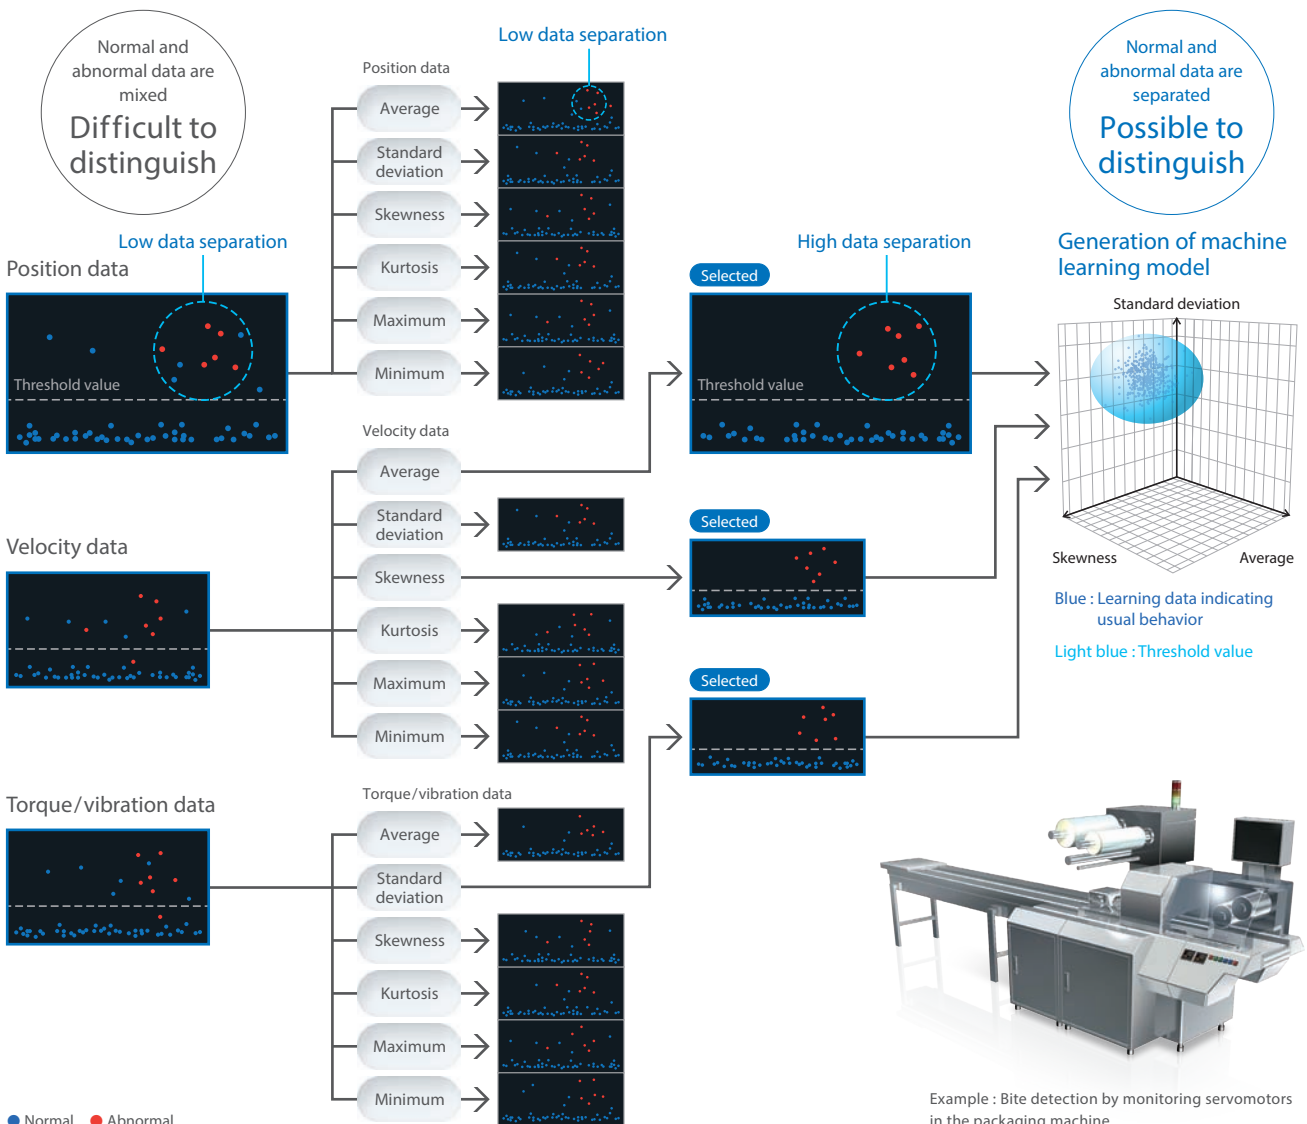 Normal and
abnormal data are
mixed
Difficult to
distinguish
Low data separation
Normal and
abnormal data are
separated
Possible to
distinguish
Position data
Average
Standard
deviation
Skewness
Kurtosis
Maximum
Minimum
Low data separation
Position data
Threshold value
High data separation
Selected
Threshold value
Generation of machine
learning model
Standard deviation
Skewness
Average
Blue : Learning data indicating
usual behavior
Light blue : Threshold value
Velocity data
Velocity data
Average
Standard
deviation
Skewness
Kurtosis
Maximum
Minimum
Selected
Selected
Torque/vibration data
Torque/vibration data
Average
Standard
deviation
Skewness
Kurtosis
Maximum
Minimum
Normal
Abnormal
Example : Bite detection by monitoring servomotors
in the packaging machine